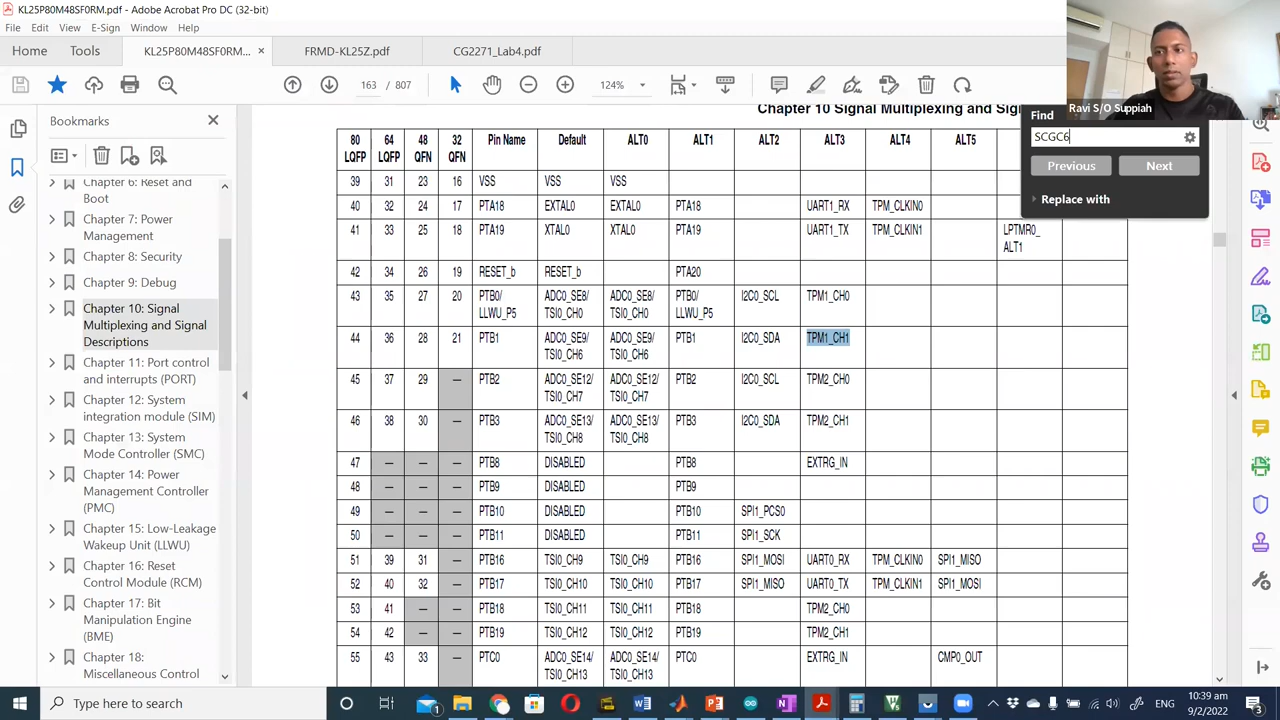 KL25P80M48SF0RM.pdf - Adobe Acrobat Pro DC (32-bit)
File Edit View E-Sign Window Help
Home Tools KL25P80M48SF0RM... × FRMD-KL25Z.pdf CG2271_Lab4.pdf
163 / 807 124%
Ravi S/O Suppiah
Find
SCGC6
Previous Next
Replace with
Bookmarks
Chapter 6: Reset and
Boot
Chapter 7: Power
Management
Chapter 8: Security
Chapter 9: Debug
Chapter 10: Signal
Multiplexing and Signal
Descriptions
Chapter 11: Port control
and interrupts (PORT)
Chapter 12: System
integration module (SIM)
Chapter 13: System
Mode Controller (SMC)
Chapter 14: Power
Management Controller
(PMC)
Chapter 15: Low-Leakage
Wakeup Unit (LLWU)
Chapter 16: Reset
Control Module (RCM)
Chapter 17: Bit
Manipulation Engine
(BME)
Chapter 18:
Miscellaneous Control
Chapter 10 Signal Multiplexing and Sig
80 64 48 32 Pin Name Default ALT0 ALT1 ALT2 ALT3 ALT4 ALT5
LQFP LQFP QFN QFN
39 31 23 16 VSS VSS VSS
40 32 24 17 PTA18 EXTAL0 EXTAL0 PTA18 UART1_RX TPM_CLKIN0
41 33 25 18 PTA19 XTAL0 XTAL0 PTA19 UART1_TX TPM_CLKIN1 LPTMR0_
ALT1
42 34 26 19 RESET_b RESET_b PTA20
43 35 27 20 PTB0/ ADC0_SE8/ ADC0_SE8/ PTB0/ I2C0_SCL TPM1_CH0
LLWU_P5 TSI0_CH0 TSI0_CH0 LLWU_P5
44 36 28 21 PTB1 ADC0_SE9/ ADC0_SE9/ PTB1 I2C0_SDA TPM1_CH1
TSI0_CH6 TSI0_CH6
45 37 29 — PTB2 ADC0_SE12/ ADC0_SE12/ PTB2 I2C0_SCL TPM2_CH0
TSI0_CH7 TSI0_CH7
46 38 30 — PTB3 ADC0_SE13/ ADC0_SE13/ PTB3 I2C0_SDA TPM2_CH1
TSI0_CH8 TSI0_CH8
47 — — — PTB8 DISABLED PTB8 EXTRG_IN
48 — — — PTB9 DISABLED PTB9
49 — — — PTB10 DISABLED PTB10 SPI1_PCS0
50 — — — PTB11 DISABLED PTB11 SPI1_SCK
51 39 31 — PTB16 TSI0_CH9 TSI0_CH9 PTB16 SPI1_MOSI UART0_RX TPM_CLKIN0 SPI1_MISO
52 40 32 — PTB17 TSI0_CH10 TSI0_CH10 PTB17 SPI1_MISO UART0_TX TPM_CLKIN1 SPI1_MOSI
53 41 — — PTB18 TSI0_CH11 TSI0_CH11 PTB18 TPM2_CH0
54 42 — — PTB19 TSI0_CH12 TSI0_CH12 PTB19 TPM2_CH1
55 43 33 — PTC0 ADC0_SE14/ ADC0_SE14/ PTC0 EXTRG_IN CMP0_OUT
TSI0_CH13 TSI0_CH13
Type here to search
ENG
10:39 am
9/2/2022
3